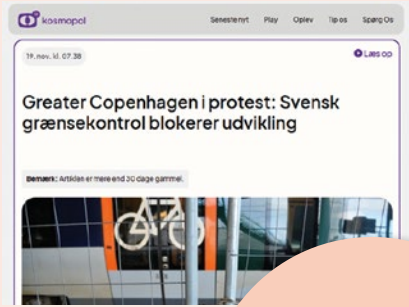 kosmopol
Seneste nyt Play Oplev Tip os Spørg Os
19. nov. kl. 07.38
Læs op
Greater Copenhagen i protest: Svensk
grænsekontrol blokerer udvikling
Bemærk: Artiklen er mere end 30 dage gammel.